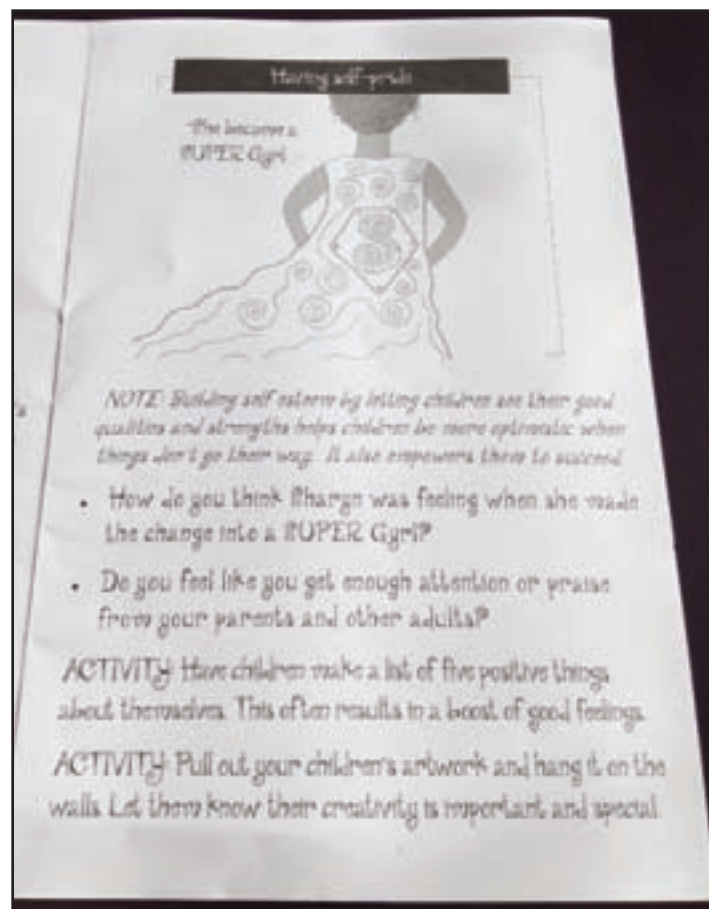 Having self-pride
She became a
SUPER Gyrl
NOTE: Building self esteem by letting children see their good
qualities and strengths helps children be more optimistic when
things don't go their way. It also empowers them to succeed.
• How do you think Sharyn was feeling when she made
the change into a SUPER Gyrl?
• Do you feel like you get enough attention or praise
from your parents and other adults?
ACTIVITY: Have children make a list of five positive things
about themselves. This often results in a boost of good feelings.
ACTIVITY: Pull out your children's artwork and hang it on the
walls. Let them know their creativity is important and special.